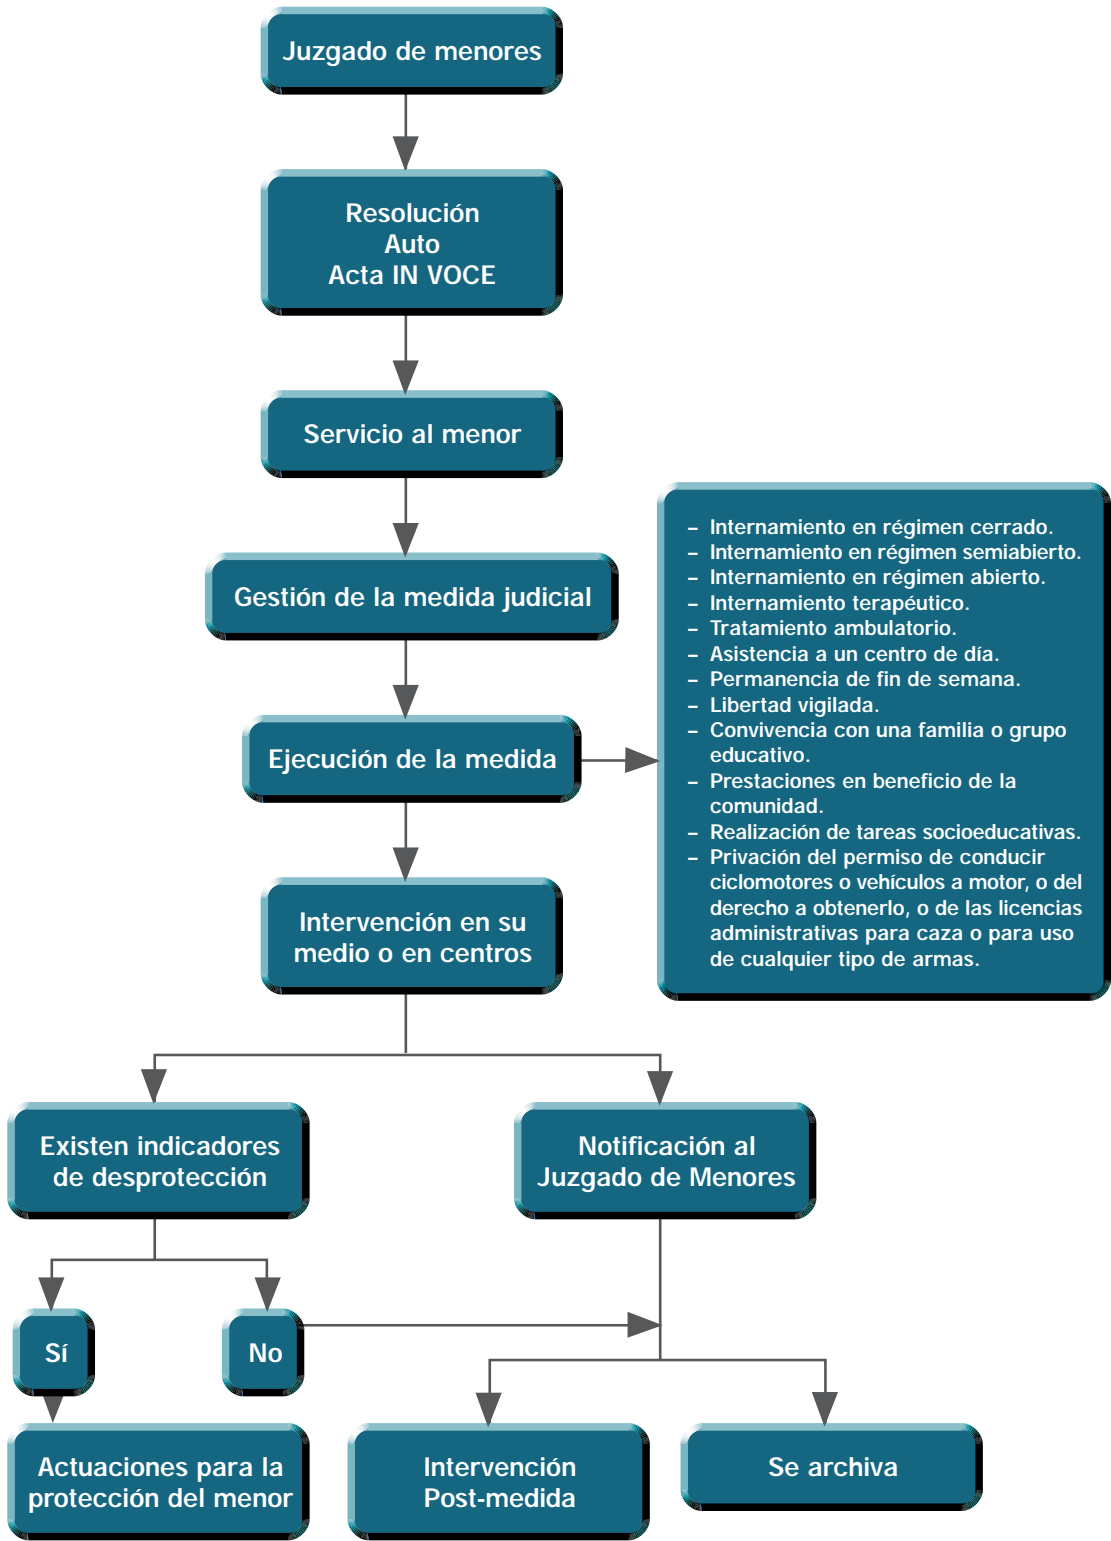 Juzgado de menores
Resolución
Auto
Acta IN VOCE
Servicio al menor
Gestión de la medida judicial
Ejecución de la medida
– Internamiento en régimen cerrado.
– Internamiento en régimen semiabierto.
– Internamiento en régimen abierto.
– Internamiento terapéutico.
– Tratamiento ambulatorio.
– Asistencia a un centro de día.
– Permanencia de fin de semana.
– Libertad vigilada.
– Convivencia con una familia o grupo
educativo.
– Prestaciones en beneficio de la
comunidad.
– Realización de tareas socioeducativas.
– Privación del permiso de conducir
ciclomotores o vehículos a motor, o del
derecho a obtenerlo, o de las licencias
administrativas para caza o para uso
de cualquier tipo de armas.
Intervención en su
medio o en centros
Existen indicadores
de desprotección
Notificación al
Juzgado de Menores
Sí
No
Actuaciones para la
protección del menor
Intervención
Post-medida
Se archiva